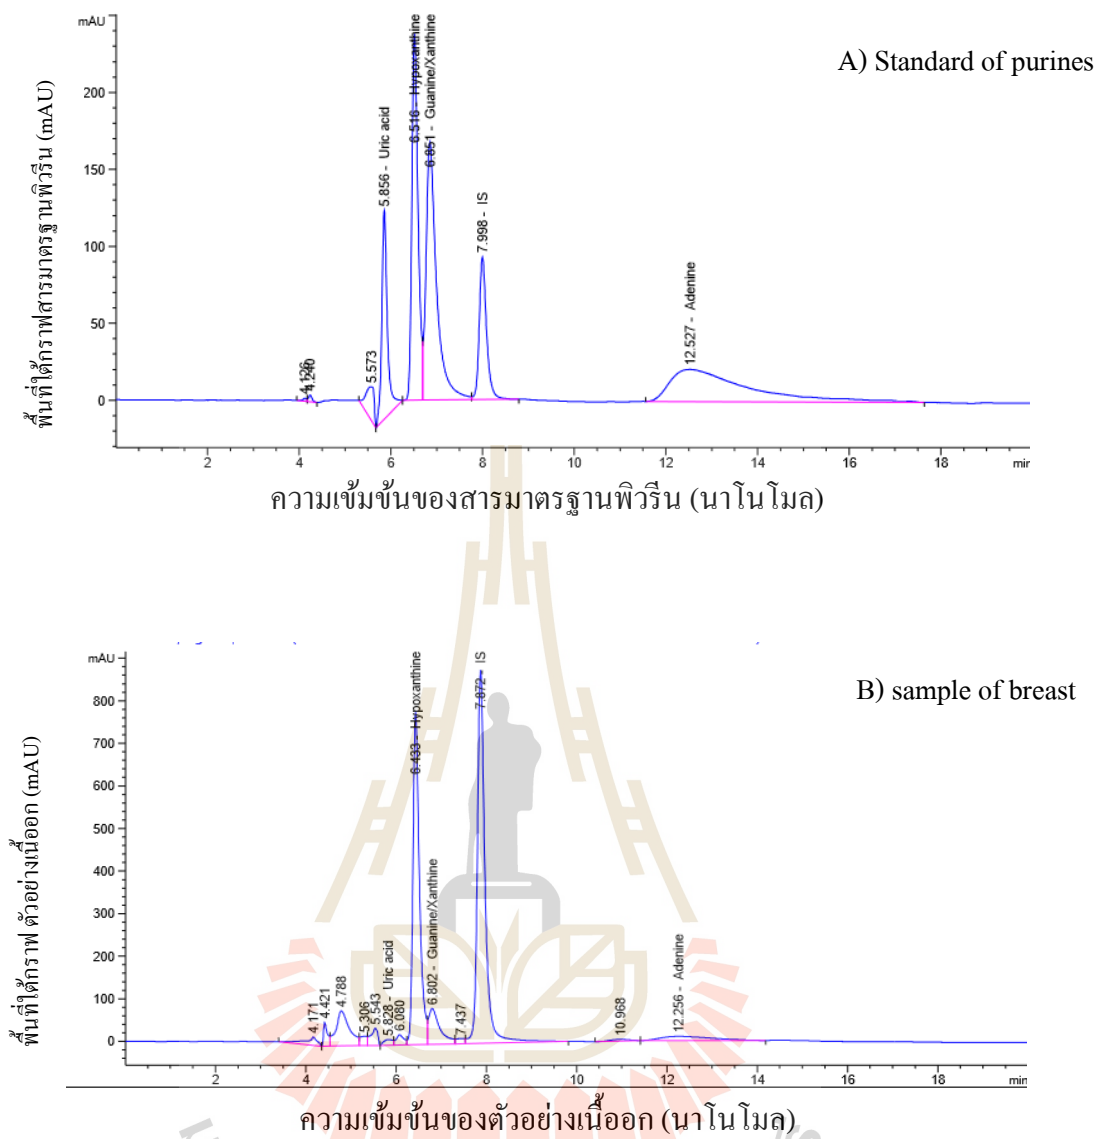 mAU
A) Standard of purines
พื้นที่ใต้กราฟสารมาตรฐานพิวรีน (mAU)
200
150
100
50
0
4.126
4.240
5.573
5.856 - Uric acid
6.516 - Hypoxanthine
6.851 - Guanine/Xanthine
7.998 - IS
12.527 - Adenine
2 4 6 8 10 12 14 16 18 min
ความเข้มข้นของสารมาตรฐานพิวรีน (นาโนโมล)
mAU
B) sample of breast
พื้นที่ใต้กราฟ ตัวอย่างเนื้ออก (mAU)
800
700
600
500
400
300
200
100
0
4.171
4.421
4.788
5.306
5.543
5.828 - Uric acid
6.080
6.433 - Hypoxanthine
6.802 - Guanine/Xanthine
7.437
7.872 IS
10.968
12.256 - Adenine
2 4 6 8 10 12 14 16 18 min
ความเข้มข้นของตัวอย่างเนื้ออก (นาโนโมล)